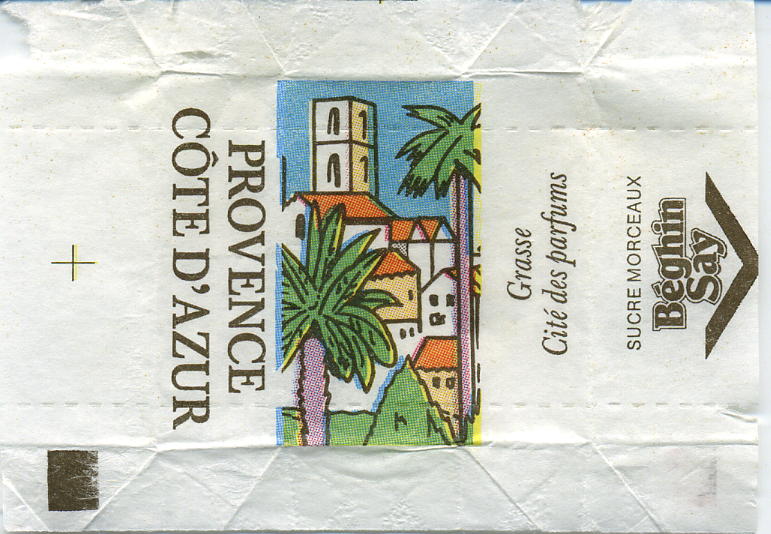 PROVENCE
CÔTE D'AZUR
Grasse
Cité des parfums
SUCRE MORCEAUX
Béghin
Say